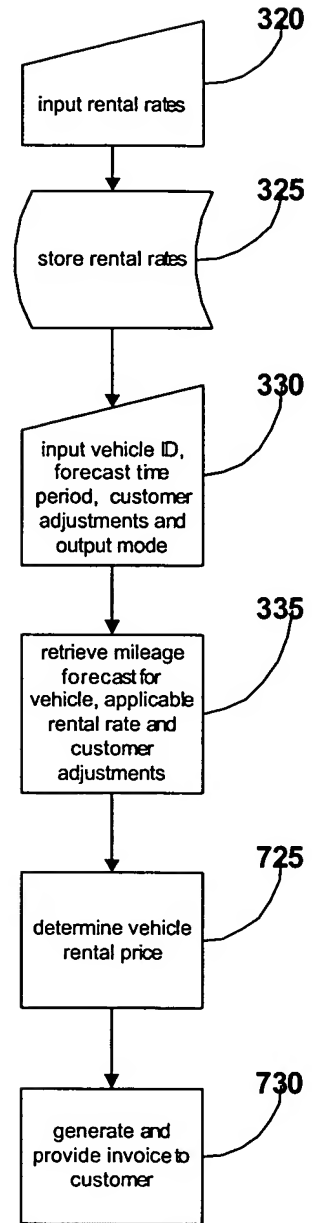 320
input rental rates
325
store rental rates
330
input vehicle ID,
forecast time
period, customer
adjustments and
output mode
335
retrieve mileage
forecast for
vehicle, applicable
rental rate and
customer
adjustments
725
determine vehicle
rental price
730
generate and
provide invoice to
customer